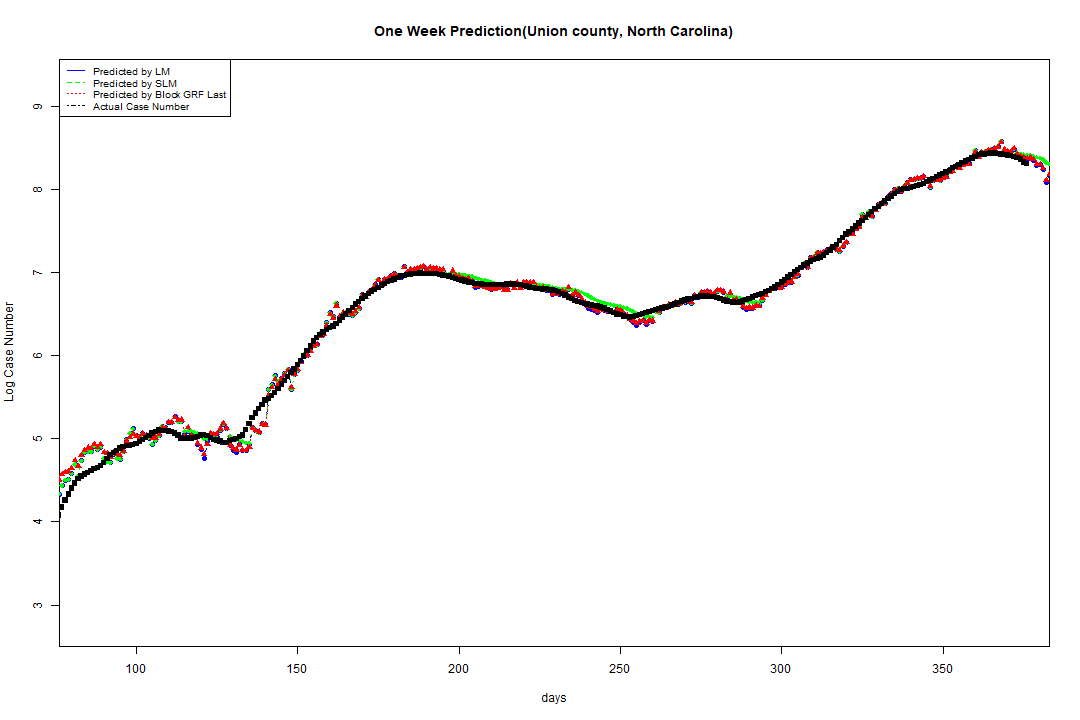 One Week Prediction(Union county, North Carolina)
Predicted by LM
Predicted by SLM
Predicted by Block GRF Last
Actual Case Number
9
8
7
6
5
4
3
Log Case Number
100 150 200 250 300 350
days